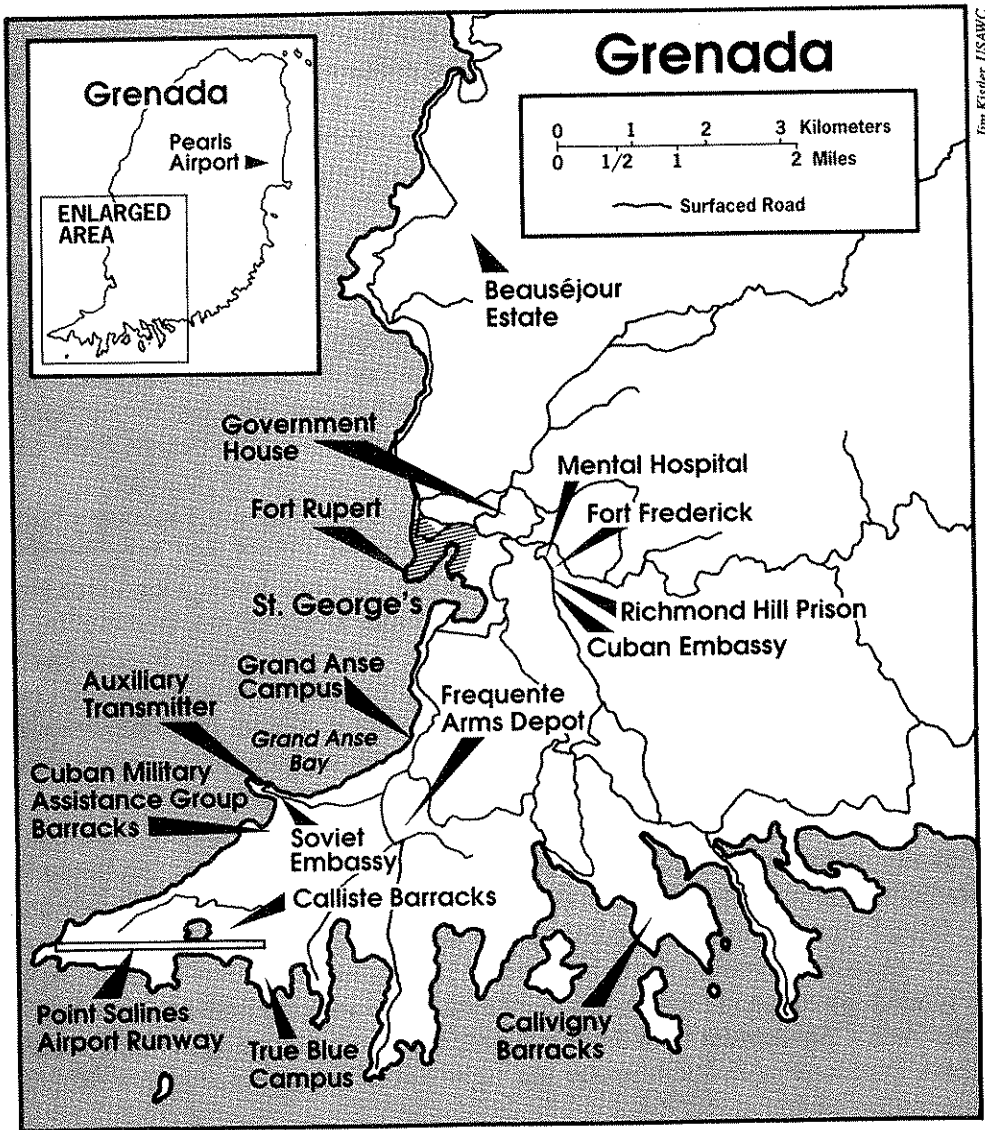 Grenada
Jim Kistler, USAWC
Grenada
Pearls
Airport
ENLARGED
AREA
0 1 2 3 Kilometers
0 1/2 1 2 Miles
Surfaced Road
Beauséjour
Estate
Government
House
Mental Hospital
Fort Rupert
Fort Frederick
St. George's
Richmond Hill Prison
Cuban Embassy
Grand Anse
Campus
Auxiliary
Transmitter
Frequente
Arms Depot
Grand Anse
Bay
Cuban Military
Assistance Group
Barracks
Soviet
Embassy
Calliste Barracks
Point Salines
Airport Runway
True Blue
Campus
Calivigny
Barracks